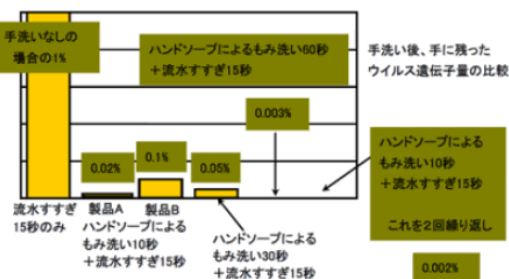 手洗いなしの
場合の1%
ハンドソープによるもみ洗い60秒
+流水すすぎ15秒
手洗い後、手に残った
ウイルス遺伝子量の比較
0.003%
0.02%
0.1%
0.05%
ハンドソープによる
もみ洗い10秒
+流水すすぎ15秒
これを2回繰り返し
0.002%
流水すすぎ
15秒のみ
製品A
製品B
ハンドソープによる
もみ洗い10秒
+流水すすぎ15秒
ハンドソープによる
もみ洗い30秒
+流水すすぎ15秒